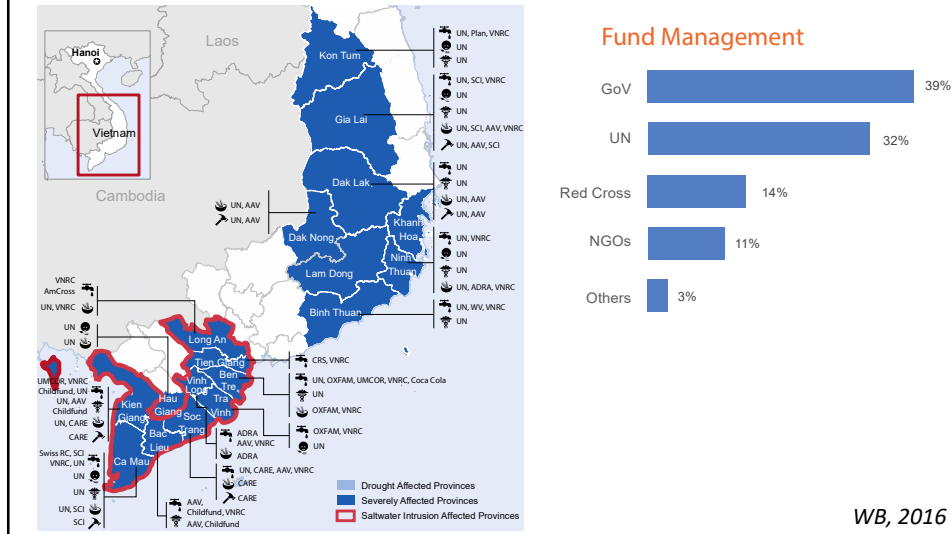 Laos
Hanoi
Vietnam
Cambodia
Kon Tum
Gia Lai
Dak Lak
Dak Nong
Khanh
Hoa
Ninh
Thuan
Lam Dong
Binh Thuan
Long An
Tien Giang
Ben
Tre
Vinh
Long
Tra
Vinh
Hau
Giang
Soc
Trang
Kien
Giang
Bac
Lieu
Ca Mau
UN, Plan, VNRC
UN
UN
UN, SCI, VNRC
UN
UN
UN, SCI, AAV, VNRC
UN, AAV, SCI
UN
UN
UN, AAV
UN, AAV
UN, AAV
UN, AAV
UN, VNRC
UN
UN
UN, ADRA, VNRC
UN, WV, VNRC
UN
VNRC
AmCross
UN, VNRC
UN
UN
CRS, VNRC
UN, OXFAM, UMCOR, VNRC, Coca Cola
UN
OXFAM, VNRC
OXFAM, VNRC
UN
ADRA
AAV, VNRC
ADRA
UN, CARE, AAV, VNRC
CARE
CARE
UMCOR, VNRC
Childfund, UN
UN, AAV
Childfund
UN, CARE
CARE
Swiss RC, SCI
VNRC, UN
UN
UN
UN, SCI
SCI
AAV,
Childfund, VNRC
AAV, Childfund
Drought Affected Provinces
Severely Affected Provinces
Saltwater Intrusion Affected Provinces
Fund Management
GoV 39%
UN 32%
Red Cross 14%
NGOs 11%
Others 3%
WB, 2016